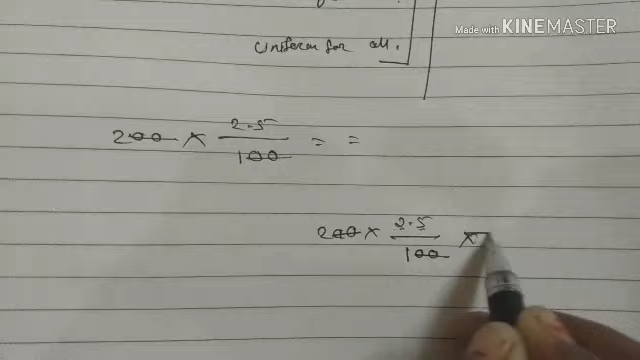 Made with KINEMASTER
Uniform for all.
200 × 2.5/100 = =
200 × 2.5/100 ×